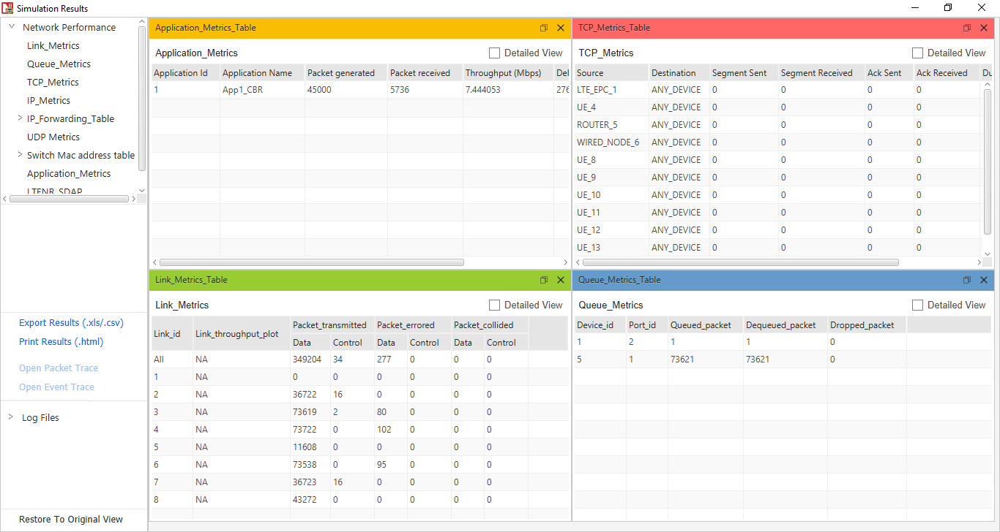 Simulation Results
Network Performance
Link_Metrics
Queue_Metrics
TCP_Metrics
IP_Metrics
IP_Forwarding_Table
UDP Metrics
Switch Mac address table
Application_Metrics
LTENR_SDAP
Export Results (.xls/.csv)
Print Results (.html)
Open Packet Trace
Open Event Trace
Log Files
Restore To Original View
Application_Metrics_Table
Application_Metrics Detailed View
Application Id Application Name Packet generated Packet received Throughput (Mbps) Del
1 App1_CBR 45000 5736 7.444053 276
TCP_Metrics_Table
TCP_Metrics Detailed View
Source Destination Segment Sent Segment Received Ack Sent Ack Received Du
LTE_EPC_1 ANY_DEVICE 0 0 0 0
UE_4 ANY_DEVICE 0 0 0 0
ROUTER_5 ANY_DEVICE 0 0 0 0
WIRED_NODE_6 ANY_DEVICE 0 0 0 0
UE_8 ANY_DEVICE 0 0 0 0
UE_9 ANY_DEVICE 0 0 0 0
UE_10 ANY_DEVICE 0 0 0 0
UE_11 ANY_DEVICE 0 0 0 0
UE_12 ANY_DEVICE 0 0 0 0
UE_13 ANY_DEVICE 0 0 0 0
Link_Metrics_Table
Link_Metrics Detailed View
Link_id Link_throughput_plot Packet_transmitted Packet_errored Packet_collided
Data Control Data Control Data Control
All NA 349204 34 277 0 0 0
1 NA 0 0 0 0 0 0
2 NA 36722 16 0 0 0 0
3 NA 73619 2 80 0 0 0
4 NA 73722 0 102 0 0 0
5 NA 11608 0 0 0 0 0
6 NA 73538 0 95 0 0 0
7 NA 36723 16 0 0 0 0
8 NA 43272 0 0 0 0 0
Queue_Metrics_Table
Queue_Metrics Detailed View
Device_id Port_id Queued_packet Dequeued_packet Dropped_packet
1 2 1 1 0
5 1 73621 73621 0